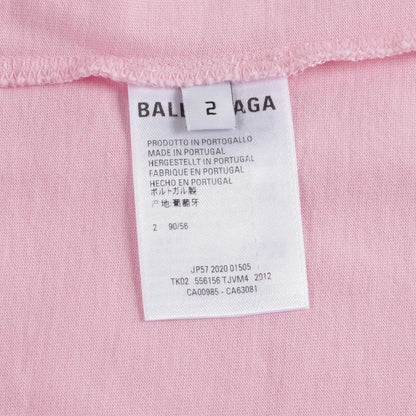 BAL AGA
2
PRODOTTO IN PORTOGALLO
MADE IN PORTUGAL
HERGESTELLT IN PORTUGAL
FABRIQUE EN PORTUGAL
HECHO EN PORTUGAL
ポルトガル製
产地:葡萄牙
2 90/56
JP57 2020 01505
TK02 556156 TJVM4 2012
CA00985 - CA63081